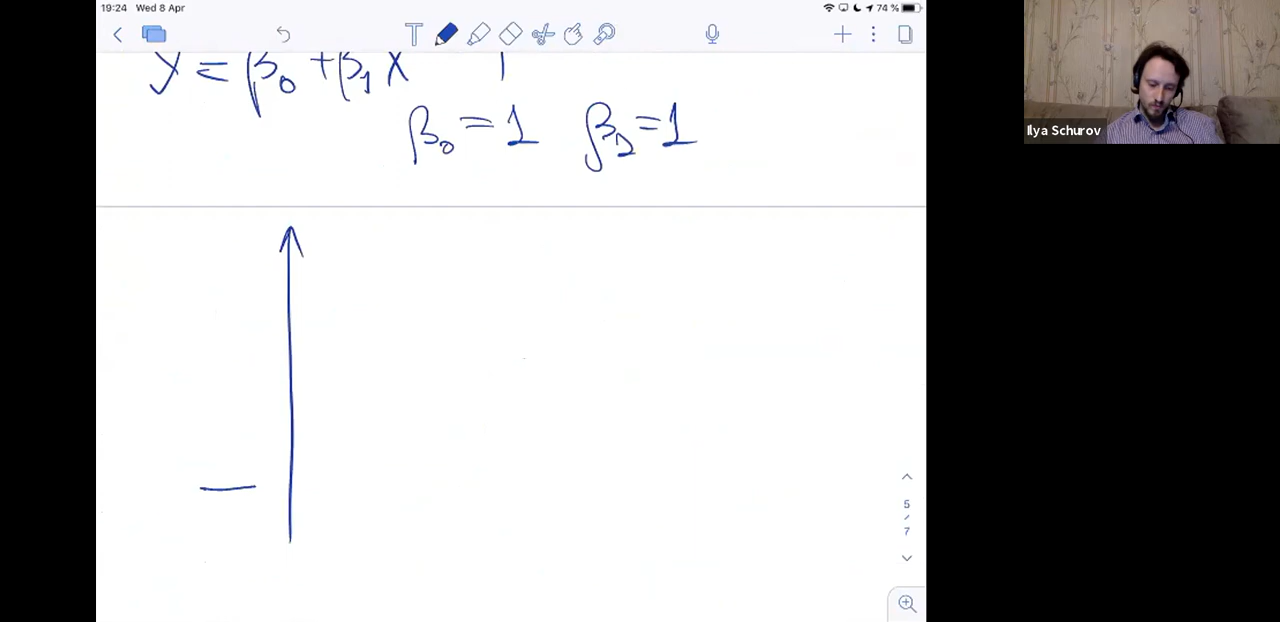 19:24 Wed 8 Apr 74 %
y = β₀ + β₁ x
β₀ = 1 β₁ = 1
Ilya Schurov
5
/
7